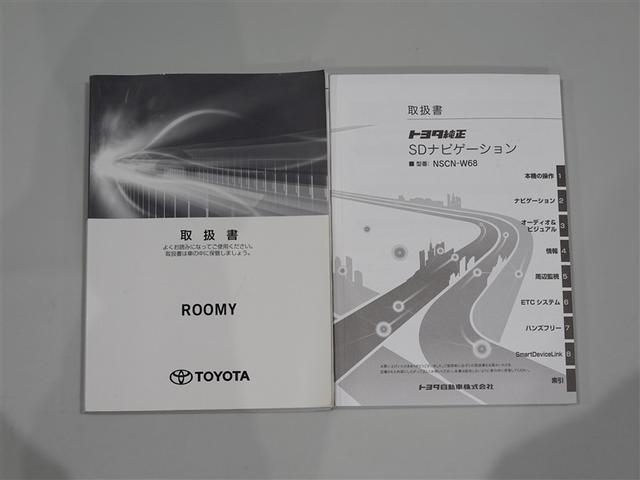 取扱書
よくお読みになってご使用ください。
取扱書は車の中に保管しましょう。
ROOMY
TOYOTA
取扱書
トヨタ純正
SDナビゲーション
■ 型番: NSCN-W68
本機の操作 1
ナビゲーション 2
オーディオ&
ビジュアル 3
情報 4
周辺監視 5
ETC システム 6
ハンズフリー 7
SmartDeviceLink 8
索引
トヨタ自動車株式会社